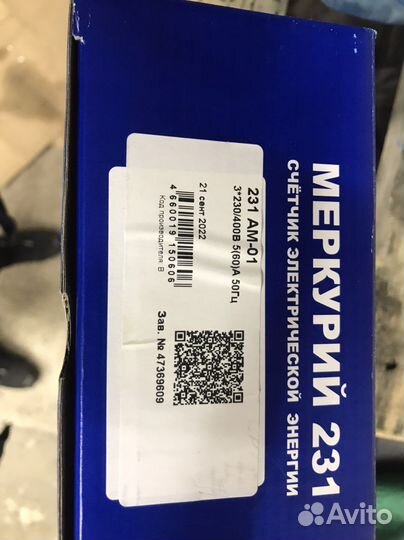 МЕРКУРИЙ 231
СЧЁТЧИК ЭЛЕКТРИЧЕСКОЙ ЭНЕРГИИ
231 АМ-01
3*230/400В 5(60)А 50Гц
21 сент 2022
4 660019 150606
Код производителя: В
Зав. № 47369609
Avito